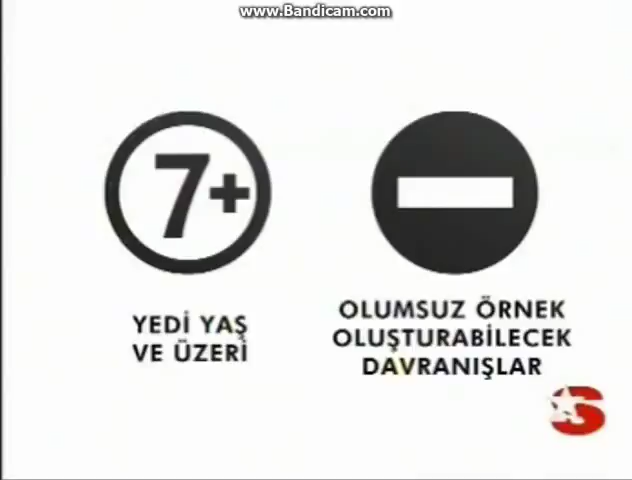 www.Bandicam.com
7+
YEDİ YAŞ
VE ÜZERİ
OLUMSUZ ÖRNEK
OLUŞTURABİLECEK
DAVRANIŞLAR
S